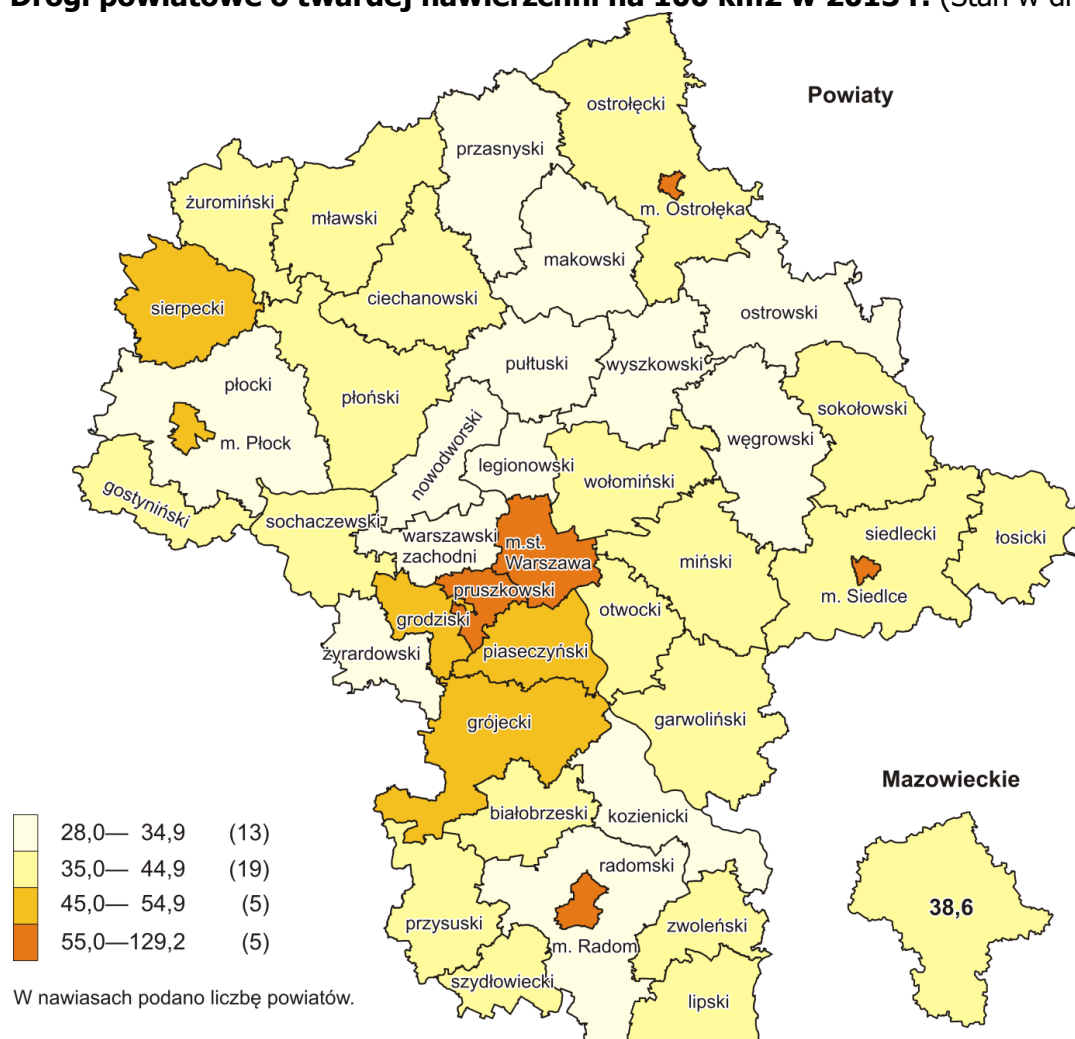 Drogi powiatowe o twardej nawierzchni na 100 km2 w 2015 r. (Stan w dn
Powiaty
ostrołęcki
przasnyski
m. Ostrołęka
żuromiński
mławski
makowski
ciechanowski
sierpecki
ostrowski
pułtuski
wyszkowski
płocki
płoński
sokołowski
m. Płock
nowodworski
węgrowski
legionowski
wołomiński
gostyniński
sochaczewski
warszawski
zachodni
m.st.
Warszawa
siedlecki
łosicki
miński
pruszkowski
m. Siedlce
otwocki
grodziski
żyrardowski
piaseczyński
grójecki
garwoliński
Mazowieckie
38,6
białobrzeski
kozienicki
radomski
przysuski
zwoleński
m. Radom
szydłowiecki
lipski
28,0— 34,9 (13)
35,0— 44,9 (19)
45,0— 54,9 (5)
55,0—129,2 (5)
W nawiasach podano liczbę powiatów.